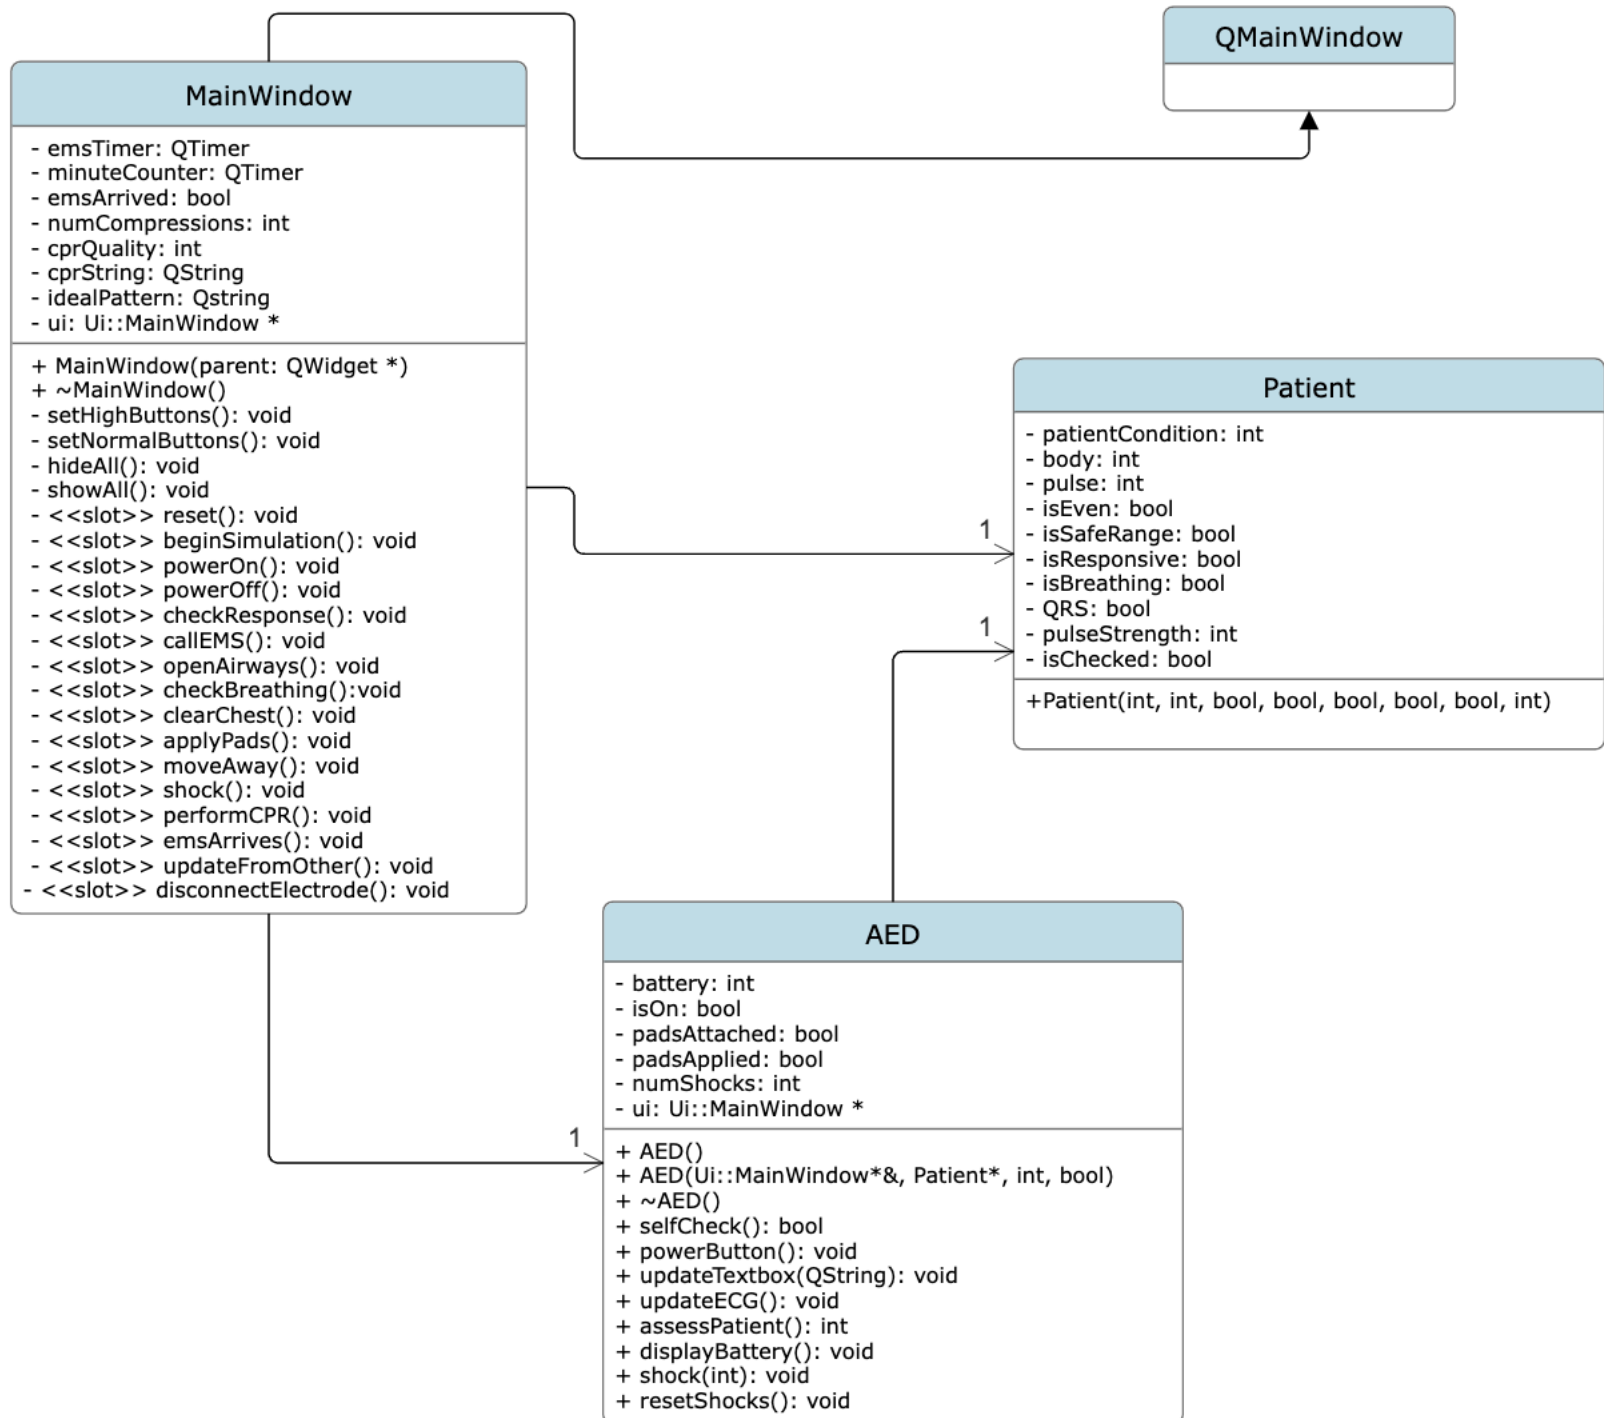 QMainWindow
MainWindow
- emsTimer: QTimer
- minuteCounter: QTimer
- emsArrived: bool
- numCompressions: int
- cprQuality: int
- cprString: QString
- idealPattern: Qstring
- ui: Ui::MainWindow *
+ MainWindow(parent: QWidget *)
+ ~MainWindow()
- setHighButtons(): void
- setNormalButtons(): void
- hideAll(): void
- showAll(): void
- <<slot>> reset(): void
- <<slot>> beginSimulation(): void
- <<slot>> powerOn(): void
- <<slot>> powerOff(): void
- <<slot>> checkResponse(): void
- <<slot>> callEMS(): void
- <<slot>> openAirways(): void
- <<slot>> checkBreathing():void
- <<slot>> clearChest(): void
- <<slot>> applyPads(): void
- <<slot>> moveAway(): void
- <<slot>> shock(): void
- <<slot>> performCPR(): void
- <<slot>> emsArrives(): void
- <<slot>> updateFromOther(): void
- <<slot>> disconnectElectrode(): void
Patient
- patientCondition: int
- body: int
- pulse: int
- isEven: bool
- isSafeRange: bool
- isResponsive: bool
- isBreathing: bool
- QRS: bool
- pulseStrength: int
- isChecked: bool
+Patient(int, int, bool, bool, bool, bool, bool, int)
1
1
AED
- battery: int
- isOn: bool
- padsAttached: bool
- padsApplied: bool
- numShocks: int
- ui: Ui::MainWindow *
1
+ AED()
+ AED(Ui::MainWindow*&, Patient*, int, bool)
+ ~AED()
+ selfCheck(): bool
+ powerButton(): void
+ updateTextbox(QString): void
+ updateECG(): void
+ assessPatient(): int
+ displayBattery(): void
+ shock(int): void
+ resetShocks(): void